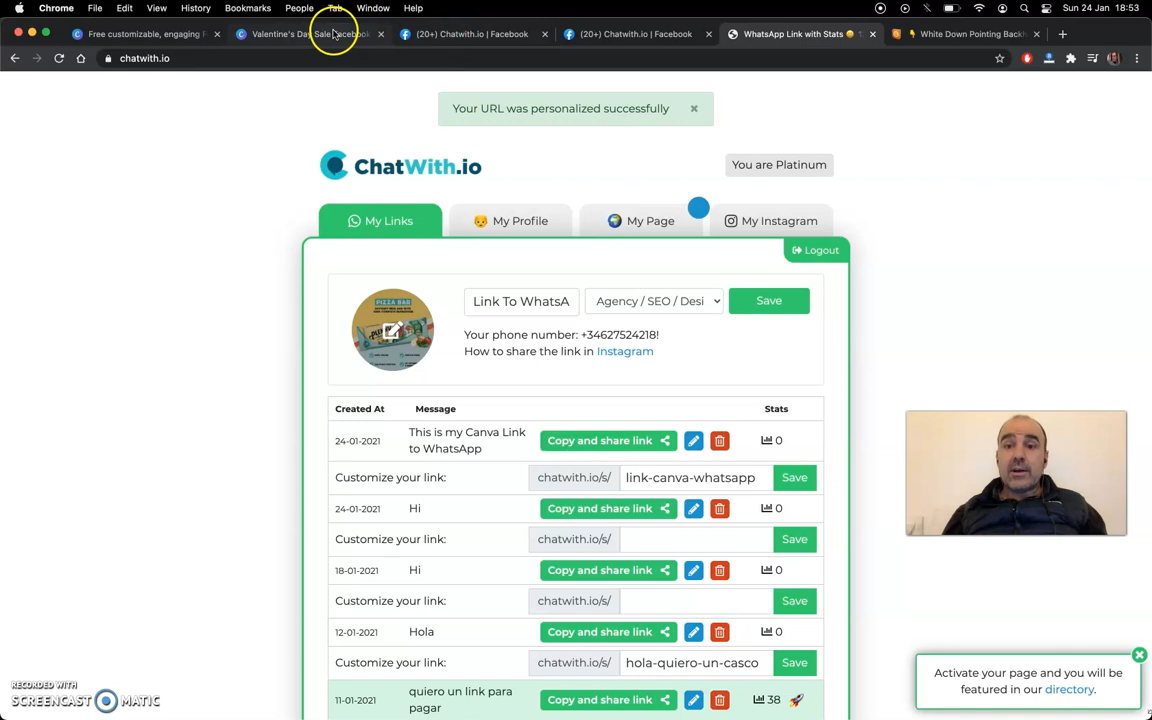 Chrome File Edit View History Bookmarks People Tab Window Help Sun 24 Jan 18:53
Free customizable, engaging F Valentine's Day Sale Facebook (20+) Chatwith.io | Facebook (20+) Chatwith.io | Facebook WhatsApp Link with Stats White Down Pointing Backh
chatwith.io
Your URL was personalized successfully ×
ChatWith.io You are Platinum
My Links My Profile My Page My Instagram
Logout
PIZZA BAR
Link To WhatsA Agency / SEO / Desi Save
Your phone number: +34627524218!
How to share the link in Instagram
Created At Message Stats
24-01-2021 This is my Canva Link to WhatsApp Copy and share link 0
Customize your link: chatwith.io/s/ link-canva-whatsapp Save
24-01-2021 Hi Copy and share link 0
Customize your link: chatwith.io/s/ Save
18-01-2021 Hi Copy and share link 0
Customize your link: chatwith.io/s/ Save
12-01-2021 Hola Copy and share link 0
Customize your link: chatwith.io/s/ hola-quiero-un-casco Save
11-01-2021 quiero un link para pagar Copy and share link 38
Activate your page and you will be
featured in our directory.
RECORDED WITH
SCREENCAST MATIC